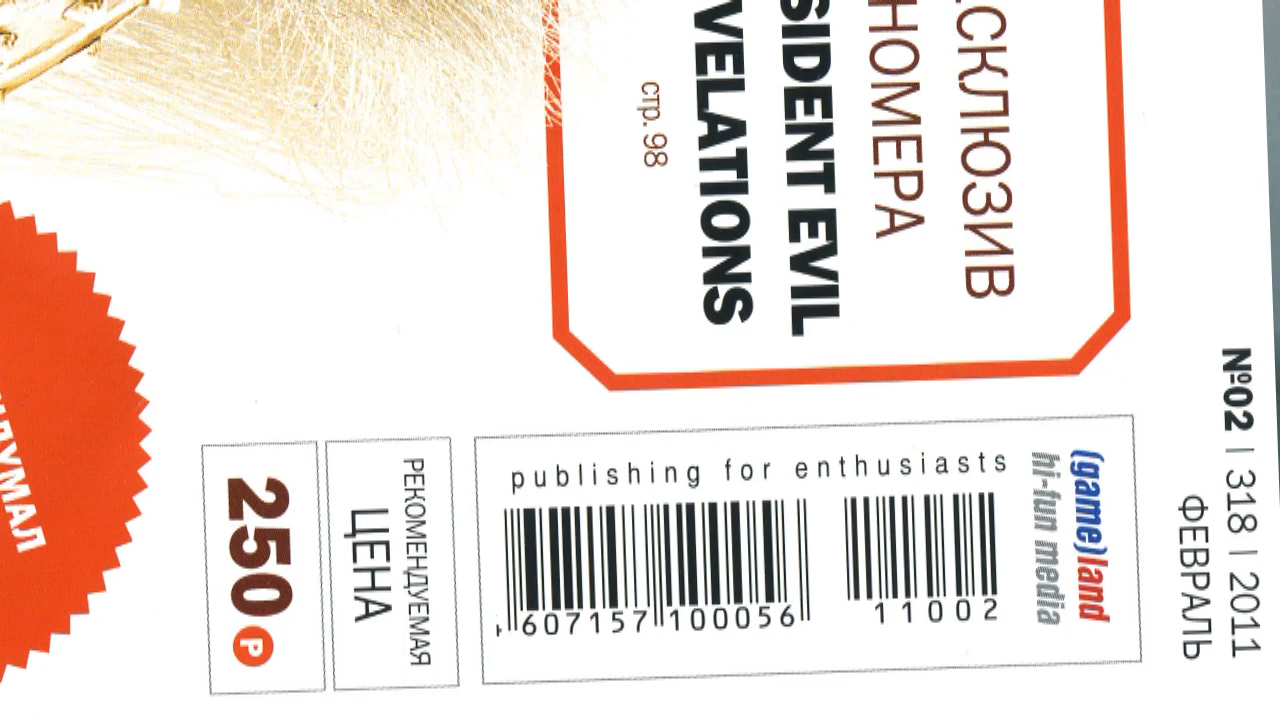 №02 | 318 | 2011
ФЕВРАЛЬ
СКЛЮЗИВ
НОМЕРА
SIDENT EVIL
VELATIONS
стр. 98
(game)land
hi-fun media
publishing for enthusiasts
607157 100056
11002
РЕКОМЕНДУЕМАЯ
ЦЕНА
250 Р
ДУМАЛ